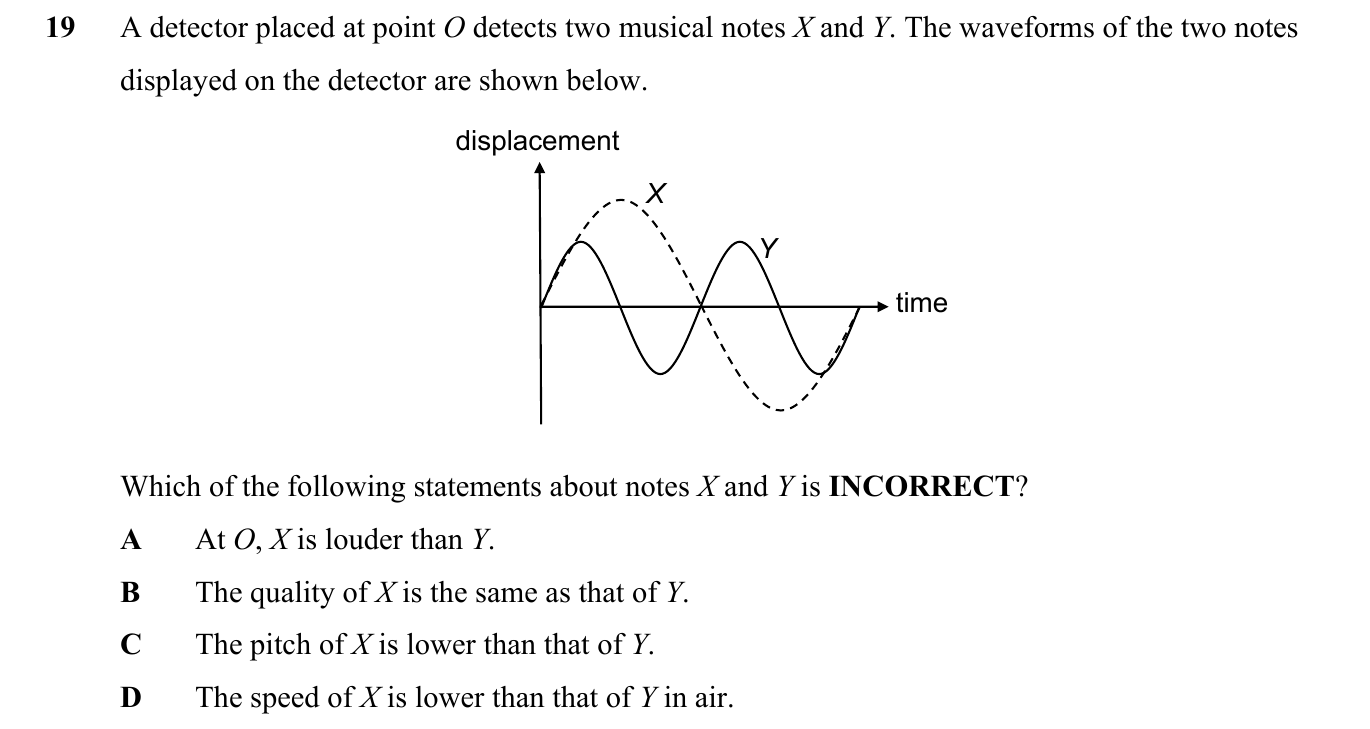 19 A detector placed at point O detects two musical notes X and Y. The waveforms of the two notes
displayed on the detector are shown below.
displacement
X
Y
time
Which of the following statements about notes X and Y is INCORRECT?
A At O, X is louder than Y.
B The quality of X is the same as that of Y.
C The pitch of X is lower than that of Y.
D The speed of X is lower than that of Y in air.